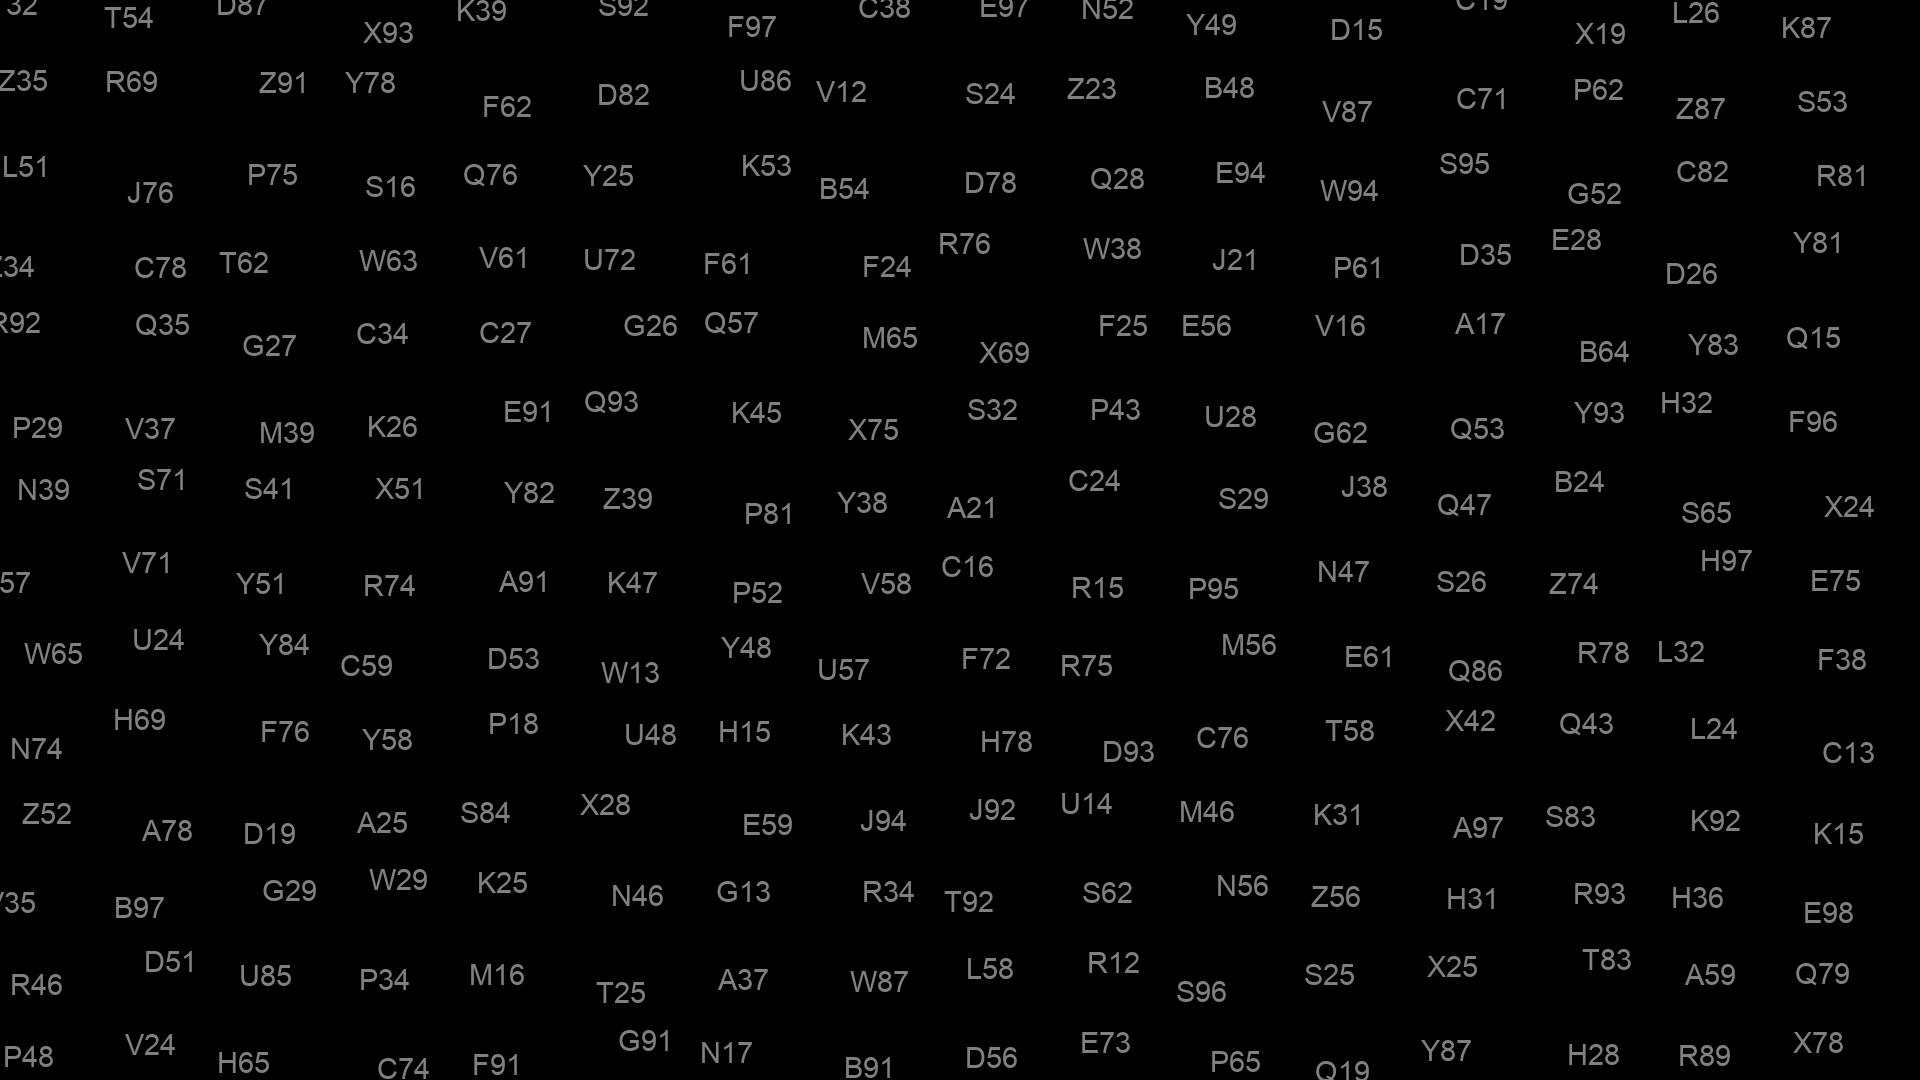 32 T54 D87 X93 K39 S92 F97 C38 E97 N52 Y49 D15 C19 X19 L26 K87
Z35 R69 Z91 Y78 F62 D82 U86 V12 S24 Z23 B48 V87 C71 P62 Z87 S53
L51 J76 P75 S16 Q76 Y25 K53 B54 D78 Q28 E94 W94 S95 G52 C82 R81
34 C78 T62 W63 V61 U72 F61 F24 R76 W38 J21 P61 D35 E28 D26 Y81
R92 Q35 G27 C34 C27 G26 Q57 M65 X69 F25 E56 V16 A17 B64 Y83 Q15
P29 V37 M39 K26 E91 Q93 K45 X75 S32 P43 U28 G62 Q53 Y93 H32 F96
N39 S71 S41 X51 Y82 Z39 P81 Y38 A21 C24 S29 J38 Q47 B24 S65 X24
57 V71 Y51 R74 A91 K47 P52 V58 C16 R15 P95 N47 S26 Z74 H97 E75
W65 U24 Y84 C59 D53 W13 Y48 U57 F72 R75 M56 E61 Q86 R78 L32 F38
N74 H69 F76 Y58 P18 U48 H15 K43 H78 D93 C76 T58 X42 Q43 L24 C13
Z52 A78 D19 A25 S84 X28 E59 J94 J92 U14 M46 K31 A97 S83 K92 K15
35 B97 G29 W29 K25 N46 G13 R34 T92 S62 N56 Z56 H31 R93 H36 E98
R46 D51 U85 P34 M16 T25 A37 W87 L58 R12 S96 S25 X25 T83 A59 Q79
P48 V24 H65 C74 F91 G91 N17 B91 D56 E73 P65 Q19 Y87 H28 R89 X78